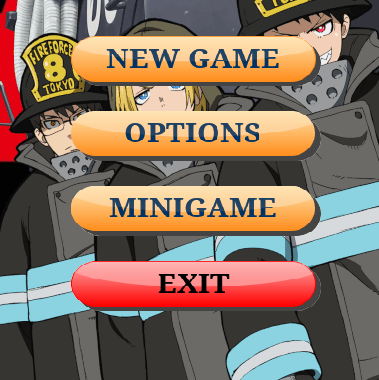 FIRE FORCE
8
TOKYO
NEW GAME
OPTIONS
MINIGAME
EXIT